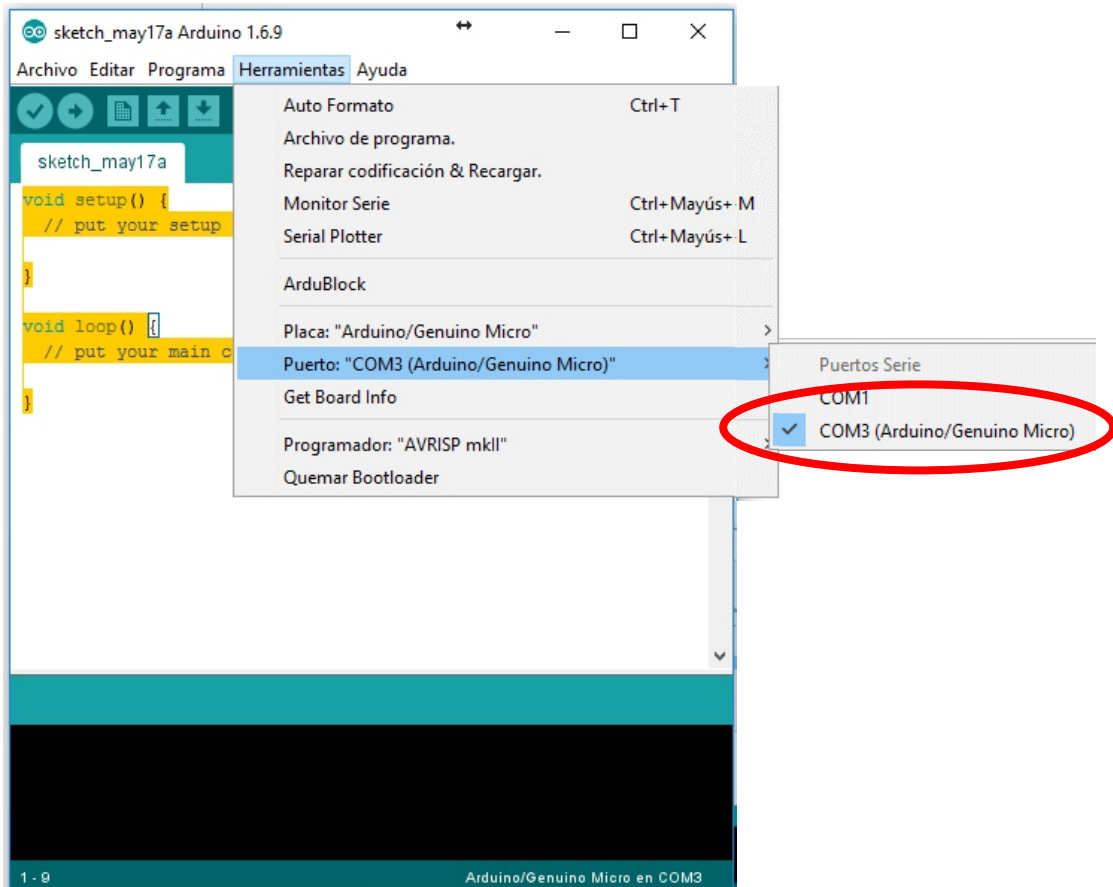 sketch_may17a Arduino 1.6.9
Archivo Editar Programa Herramientas Ayuda
sketch_may17a
void setup() {
// put your setup
}
void loop() {
// put your main c
}
Auto Formato Ctrl+T
Archivo de programa.
Reparar codificación & Recargar.
Monitor Serie Ctrl+Mayús+M
Serial Plotter Ctrl+Mayús+L
ArduBlock
Placa: "Arduino/Genuino Micro"
Puerto: "COM3 (Arduino/Genuino Micro)"
Get Board Info
Programador: "AVRISP mkII"
Quemar Bootloader
Puertos Serie
COM1
COM3 (Arduino/Genuino Micro)
1 - 9 Arduino/Genuino Micro en COM3